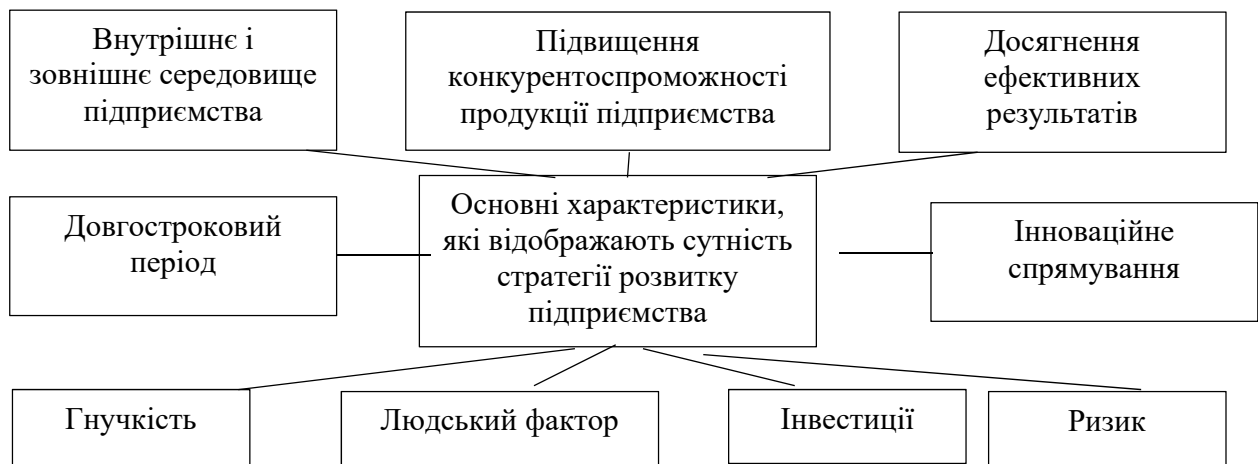 Внутрішнє і
зовнішнє середовище
підприємства
Підвищення
конкурентоспроможності
продукції підприємства
Досягнення
ефективних
результатів
Довгостроковий
період
Основні характеристики,
які відображають сутність
стратегії розвитку
підприємства
Інноваційне
спрямування
Гнучкість
Людський фактор
Інвестиції
Ризик